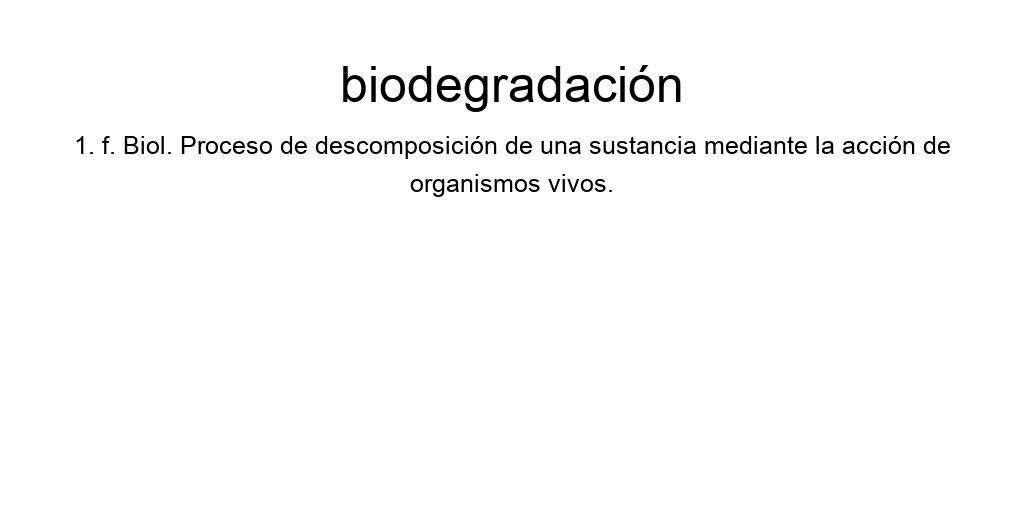 biodegradación
1. f. Biol. Proceso de descomposición de una sustancia mediante la acción de
organismos vivos.